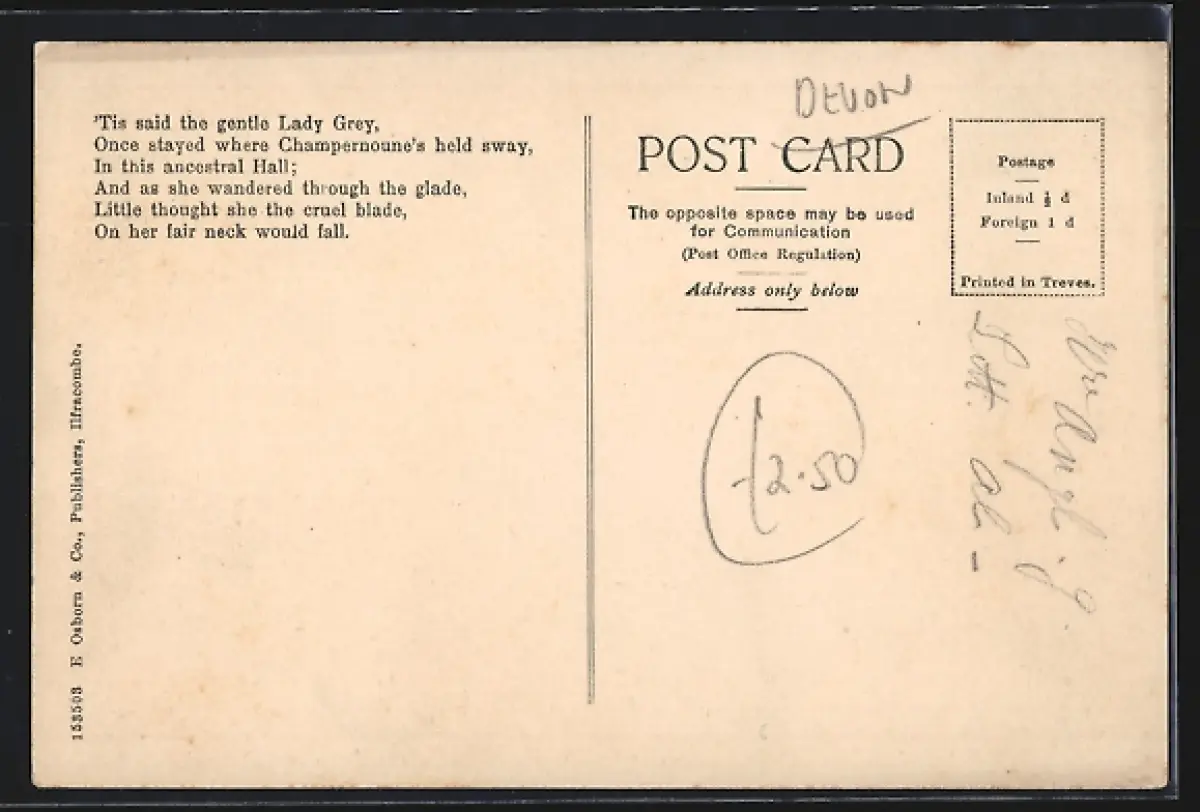 'Tis said the gentle Lady Grey,
Once stayed where Champernoune's held sway,
In this ancestral Hall;
And as she wandered through the glade,
Little thought she the cruel blade,
On her fair neck would fall.
153503 E Osborn & Co., Publishers, Ilfracombe.
DEVON
POST CARD
The opposite space may be used
for Communication
(Post Office Regulation)
Address only below
Postage
Inland ½ d
Foreign 1 d
Printed in Treves.
£2.50